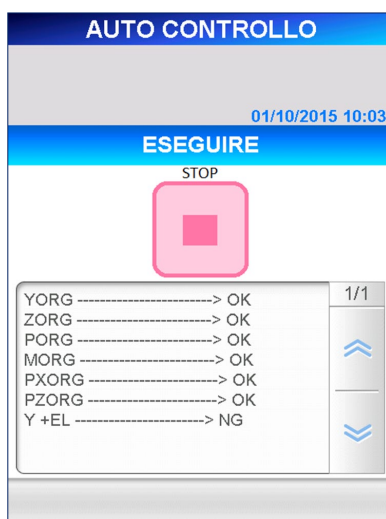 AUTO CONTROLLO
01/10/2015 10:03
ESEGUIRE
STOP
1/1
YORG ------------------------> OK
ZORG ------------------------> OK
PORG ------------------------> OK
MORG ------------------------> OK
PXORG -----------------------> OK
PZORG -----------------------> OK
Y +EL -----------------------> NG